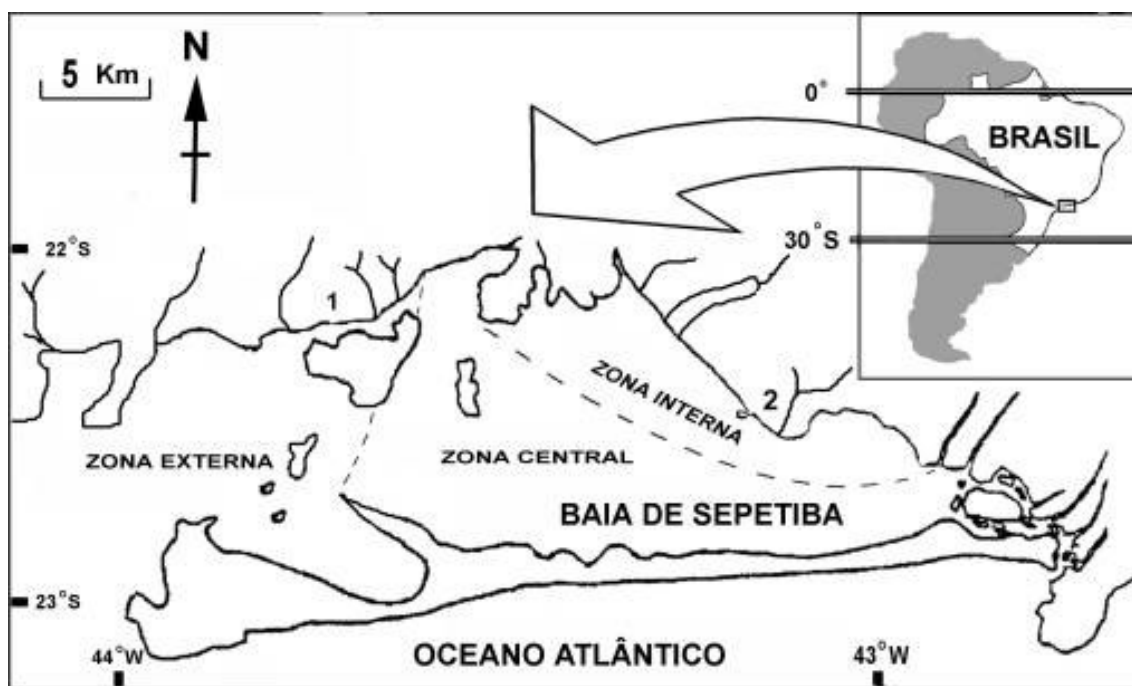 N
5 Km
0°
BRASIL
30°S
22°S
1
ZONA INTERNA
2
ZONA EXTERNA
ZONA CENTRAL
BAIA DE SEPETIBA
23°S
44°W
43°W
OCEANO ATLÂNTICO